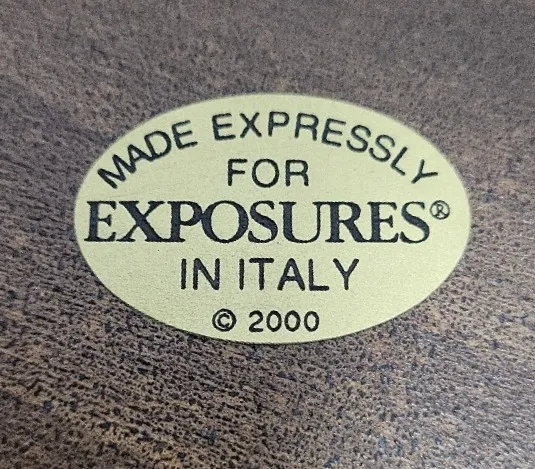 MADE EXPRESSLY
FOR
EXPOSURES®
IN ITALY
© 2000